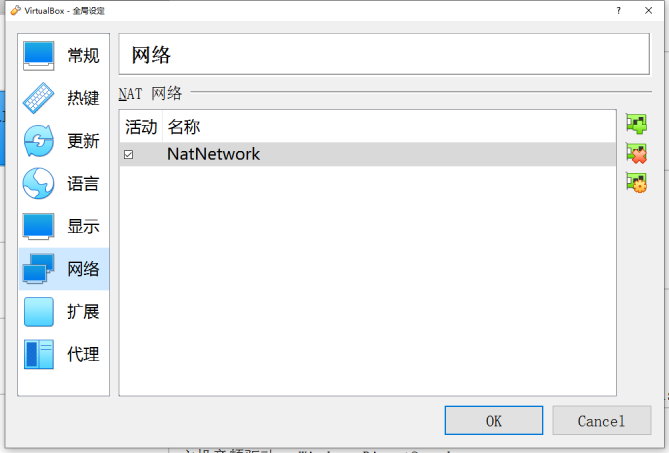 VirtualBox - 全局设定
常规
热键
更新
语言
显示
网络
扩展
代理
网络
NAT 网络
活动 名称
NatNetwork
OK Cancel